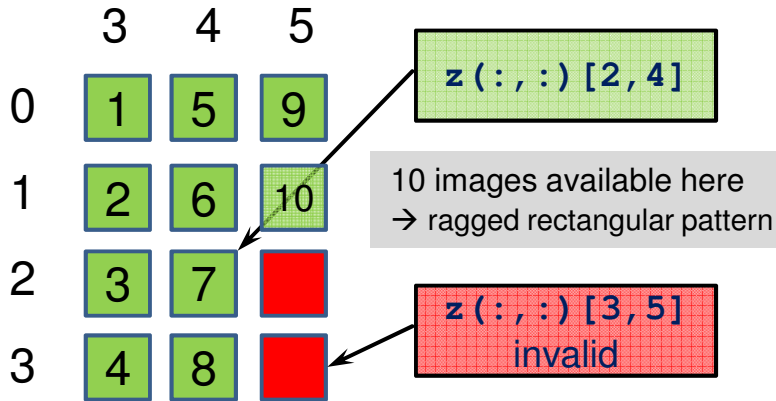 3 4 5
z(:,:)[2,4]
0 1 5 9
1 2 6 10
10 images available here
→ ragged rectangular pattern
2 3 7
z(:,:)[3,5]
invalid
3 4 8